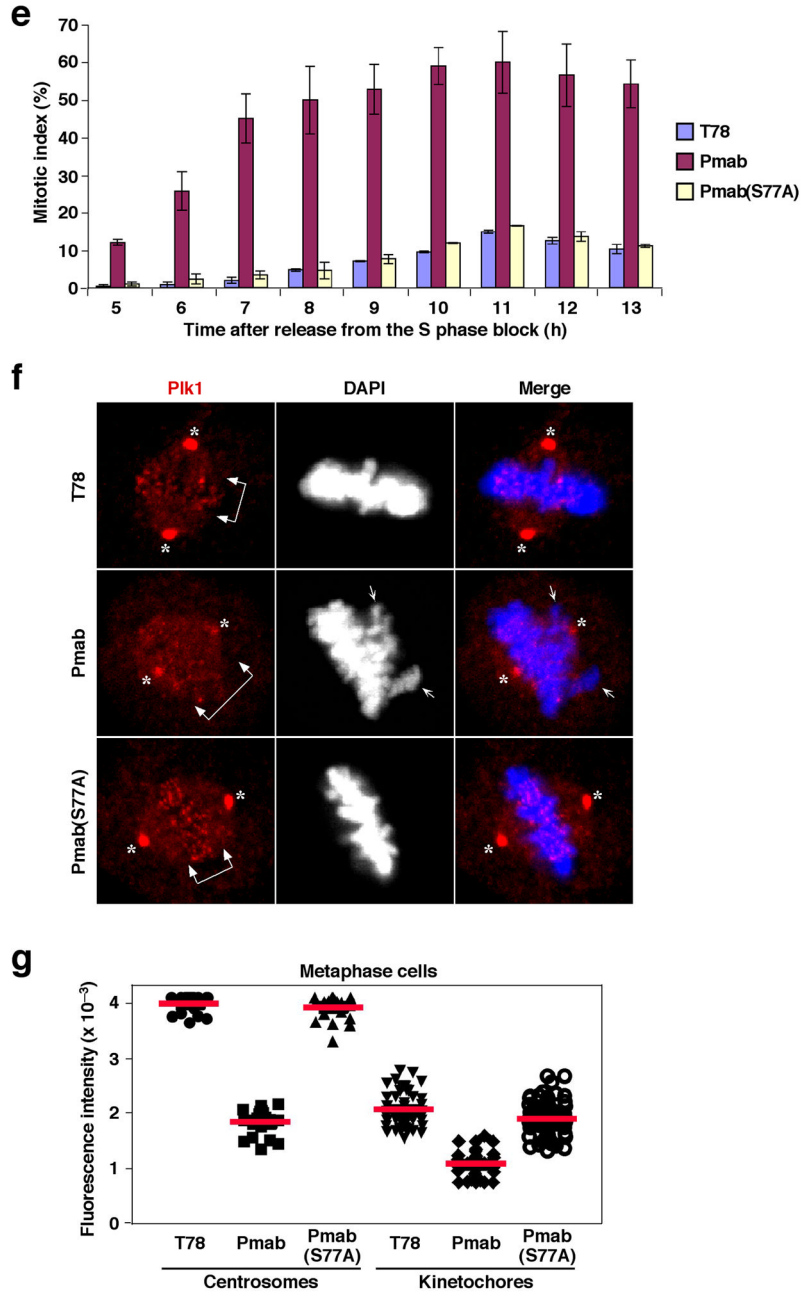 e
70
60
50
40
30
20
10
0
Mitotic index (%)
5 6 7 8 9 10 11 12 13
Time after release from the S phase block (h)
T78
Pmab
Pmab(S77A)
f
Plk1 DAPI Merge
T78
*
*
*
*
Pmab
*
*
*
*
Pmab(S77A)
*
*
*
*
g
Metaphase cells
Fluorescence intensity (x 10⁻³)
4
3
2
1
0
T78 Pmab Pmab (S77A) T78 Pmab Pmab (S77A)
Centrosomes Kinetochores